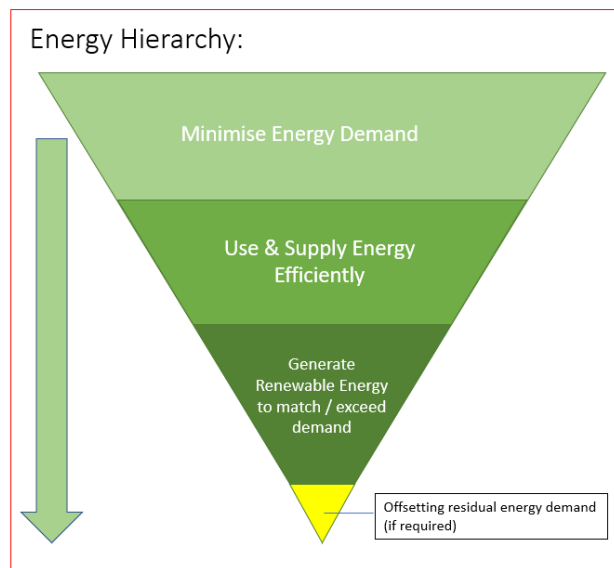 Energy Hierarchy:
Minimise Energy Demand
Use & Supply Energy
Efficiently
Generate
Renewable Energy
to match / exceed
demand
Offsetting residual energy demand
(if required)